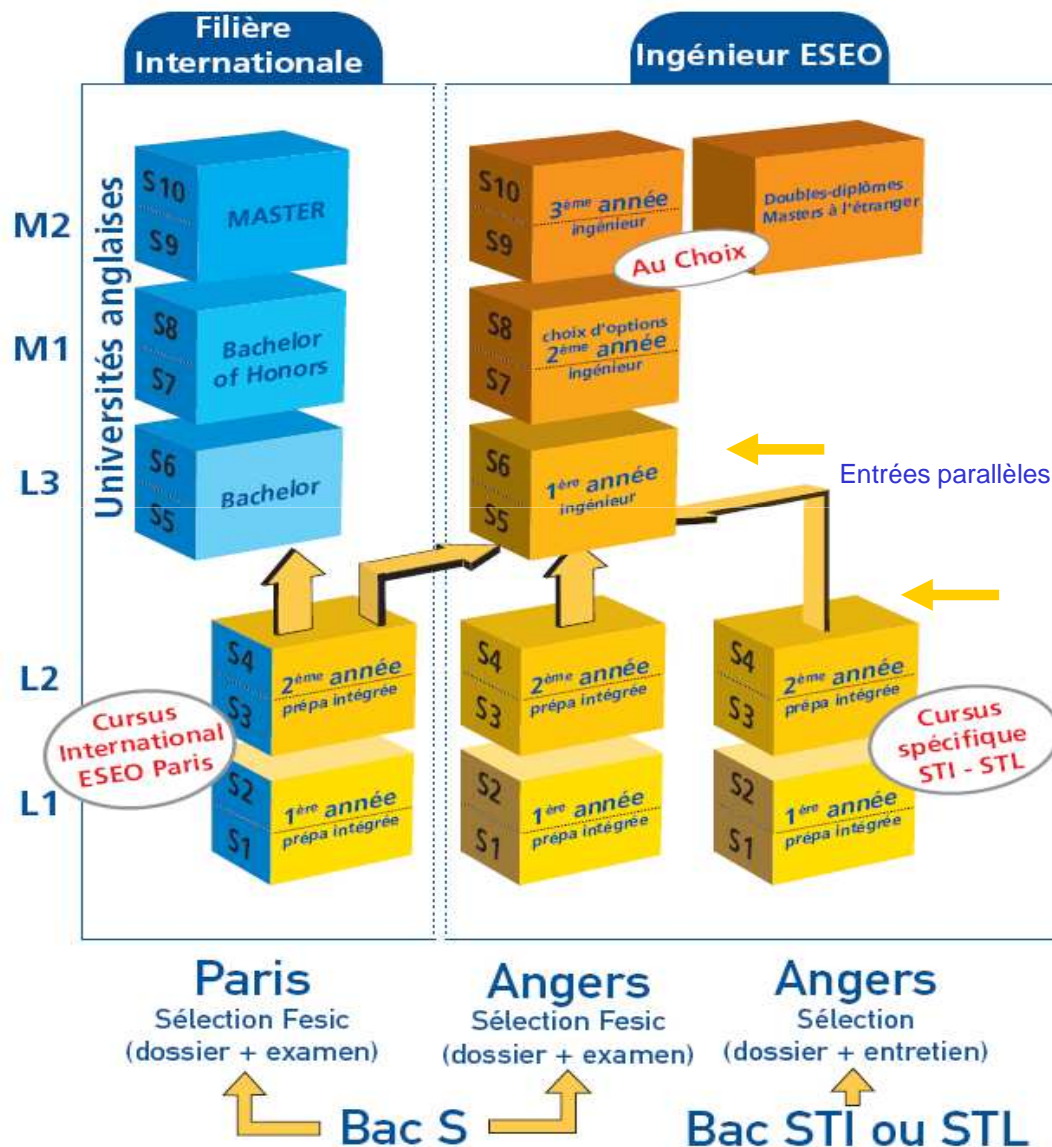 Filière
Internationale
Ingénieur ESEO
Universités anglaises
M2
S10
S9
MASTER
S10
S9
3ème année
ingénieur
Doubles-diplômes
Masters à l'étranger
Au Choix
M1
S8
S7
Bachelor
of Honors
S8
S7
choix d'options
2ème année
ingénieur
L3
S6
S5
Bachelor
S6
S5
1ère année
ingénieur
Entrées parallèles
L2
S4
S3
2ème année
prépa intégrée
S4
S3
2ème année
prépa intégrée
S4
S3
2ème année
prépa intégrée
Cursus
International
ESEO Paris
Cursus
spécifique
STI - STL
L1
S2
S1
1ère année
prépa intégrée
S2
S1
1ère année
prépa intégrée
S2
S1
1ère année
prépa intégrée
Paris
Sélection Fesic
(dossier + examen)
Angers
Sélection Fesic
(dossier + examen)
Angers
Sélection
(dossier + entretien)
Bac S
Bac STI ou STL